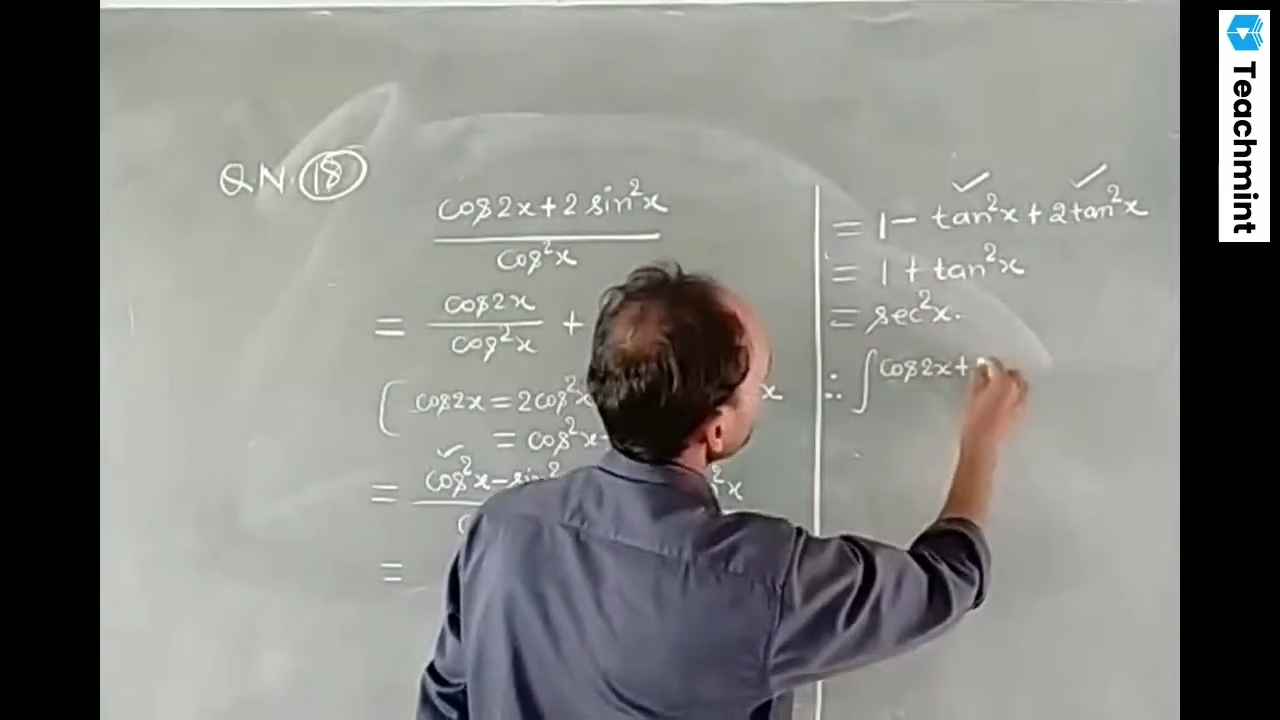 Q.N. 18
cos2x + 2 sin²x
cos²x
= cos2x / cos²x +
cos2x = 2cos²x
x
= cos²x -
= cos²x - sin²
²x
=
= 1 - tan²x + 2tan²x
= 1 + tan²x
= sec²x.
∴ ∫ cos2x +
Teachmint